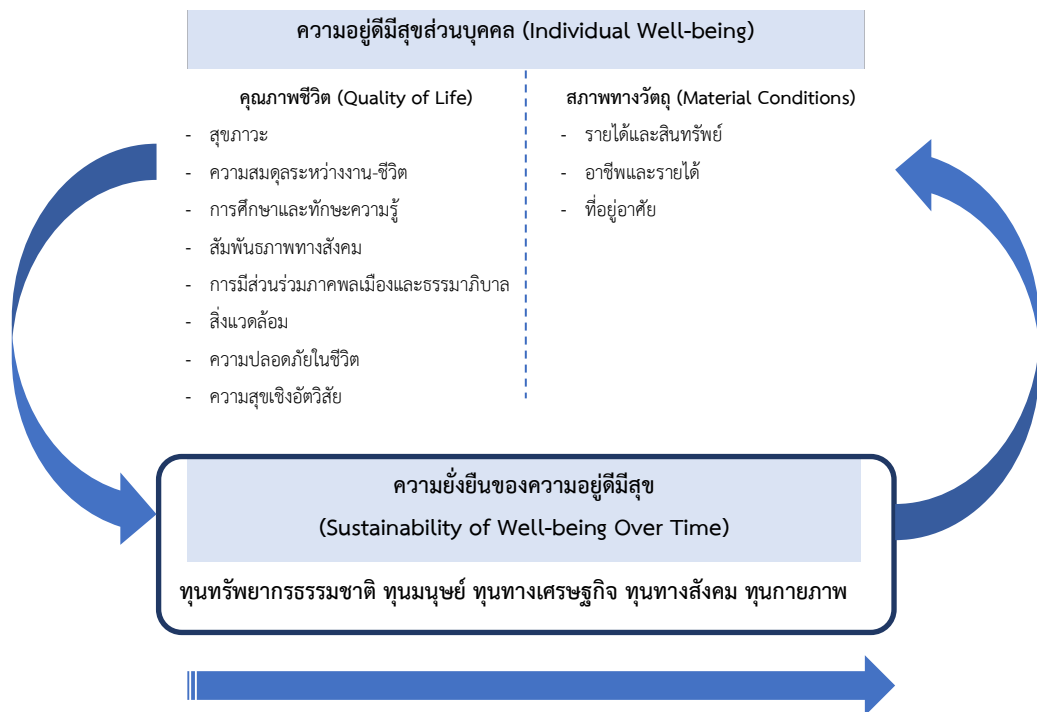 ความอยู่ดีมีสุขส่วนบุคคล (Individual Well-being)
คุณภาพชีวิต (Quality of Life)
- สุขภาวะ
- ความสมดุลระหว่างงาน-ชีวิต
- การศึกษาและทักษะความรู้
- สัมพันธภาพทางสังคม
- การมีส่วนร่วมภาคพลเมืองและธรรมาภิบาล
- สิ่งแวดล้อม
- ความปลอดภัยในชีวิต
- ความสุขเชิงอัตวิสัย
สภาพทางวัตถุ (Material Conditions)
- รายได้และสินทรัพย์
- อาชีพและรายได้
- ที่อยู่อาศัย
ความยั่งยืนของความอยู่ดีมีสุข
(Sustainability of Well-being Over Time)
ทุนทรัพยากรธรรมชาติ ทุนมนุษย์ ทุนทางเศรษฐกิจ ทุนทางสังคม ทุนกายภาพ